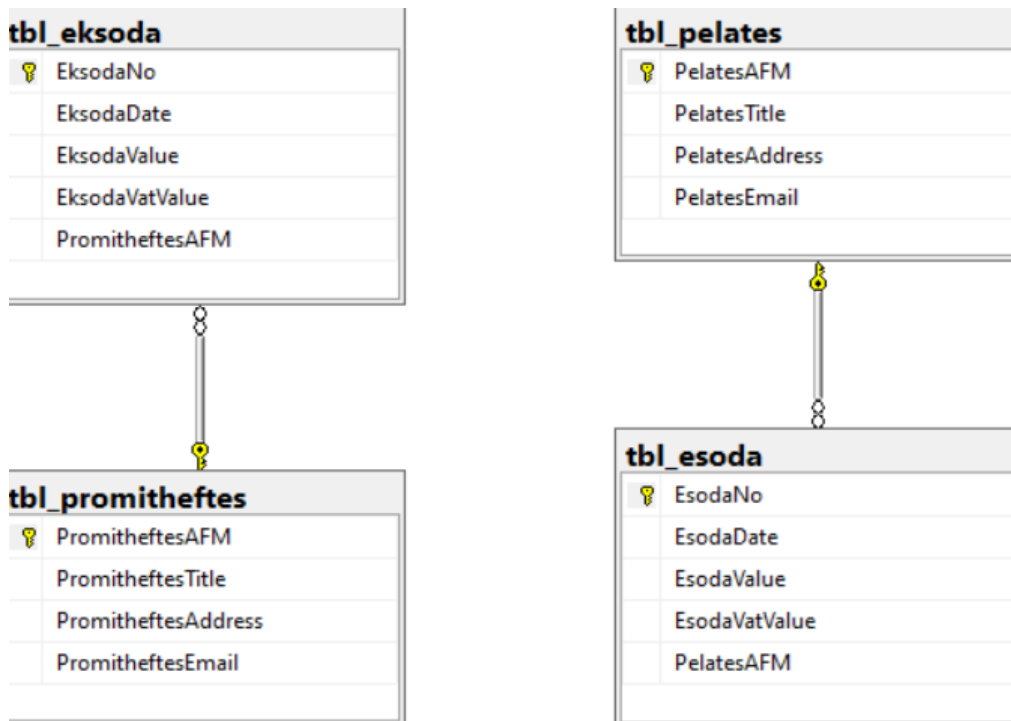 tbl_eksoda
EksodaNo
EksodaDate
EksodaValue
EksodaVatValue
PromitheftesAFM
tbl_promitheftes
PromitheftesAFM
PromitheftesTitle
PromitheftesAddress
PromitheftesEmail
tbl_pelates
PelatesAFM
PelatesTitle
PelatesAddress
PelatesEmail
tbl_esoda
EsodaNo
EsodaDate
EsodaValue
EsodaVatValue
PelatesAFM